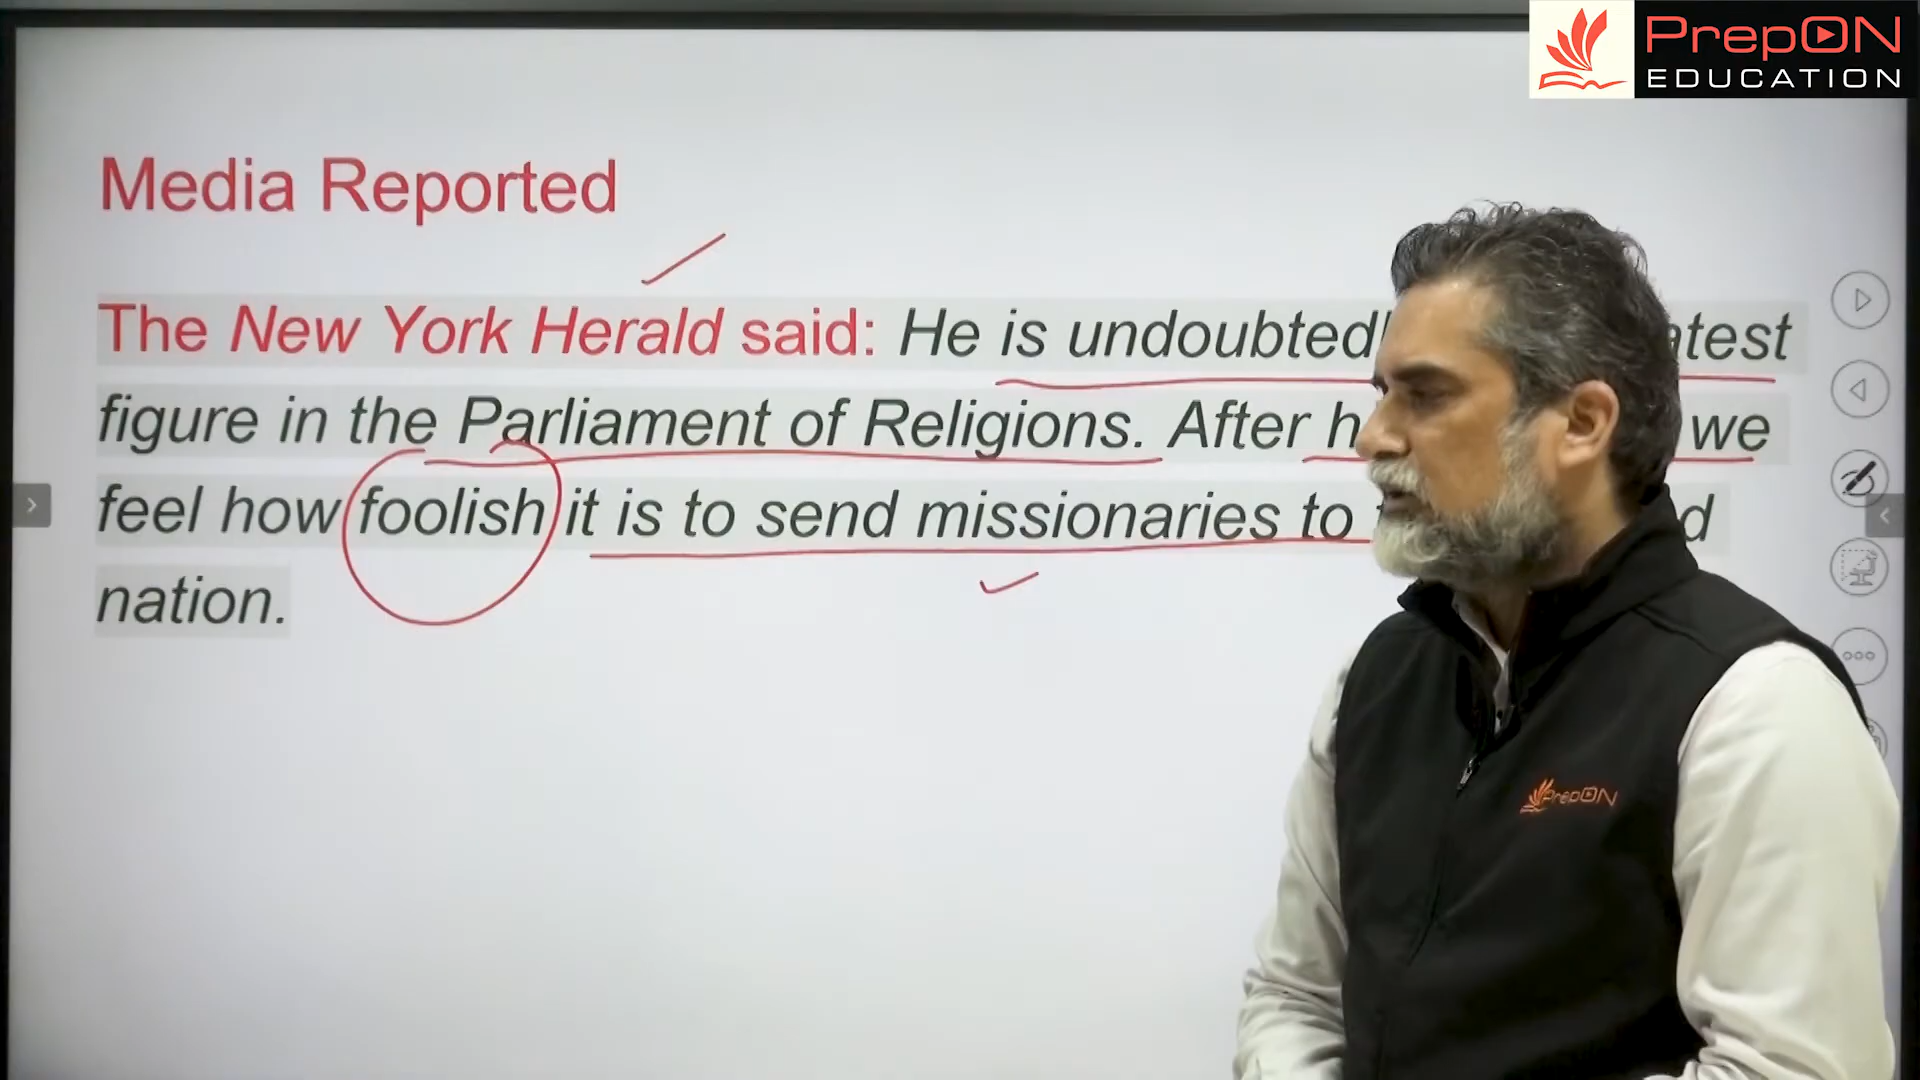 PrepON
EDUCATION
Media Reported
The New York Herald said: He is undoubtedl atest
figure in the Parliament of Religions. After h we
feel how foolish it is to send missionaries to d
nation.
PrepON